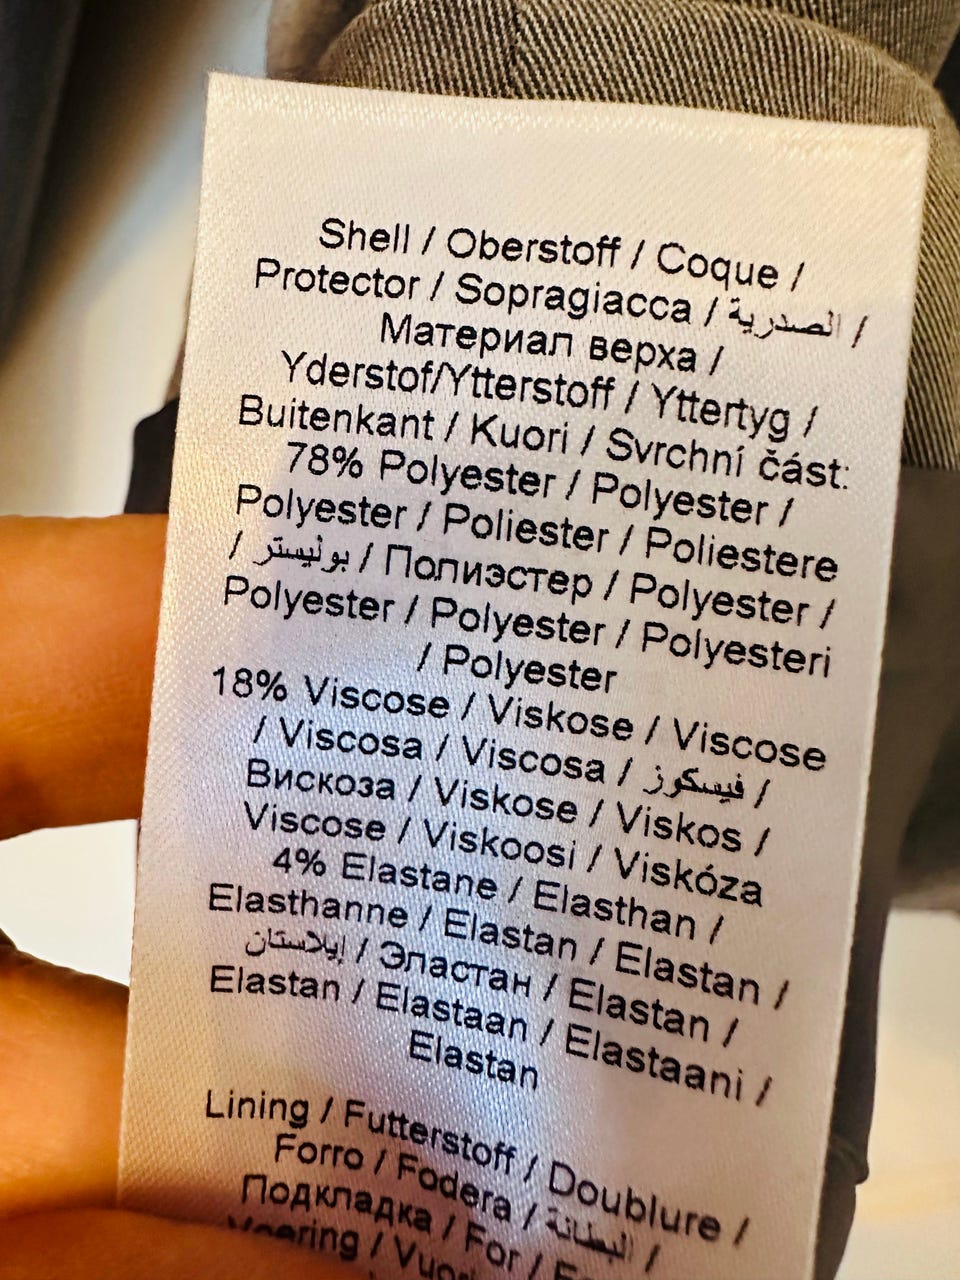 Shell / Oberstoff / Coque /
Protector / Sopragiacca / الصدرية /
Материал верха /
Yderstof/Ytterstoff / Yttertyg /
Buitenkant / Kuori / Svrchní část:
78% Polyester / Polyester /
Polyester / Poliester / Poliestere
/ بوليستر / Полиэстер / Polyester /
Polyester / Polyester / Polyesteri
/ Polyester
18% Viscose / Viskose / Viscose
/ Viscosa / Viscosa / فيسكوز /
Вискоза / Viskose / Viskos /
Viscose / Viskoosi / Viskóza
4% Elastane / Elasthan /
Elasthanne / Elastan / Elastan /
إيلاستان / Эластан / Elastan /
Elastan / Elastaan / Elastaani /
Elastan
Lining / Futterstoff / Doublure /
Forro / Fodera / البطانة /
Подкладка / For /
Voering /